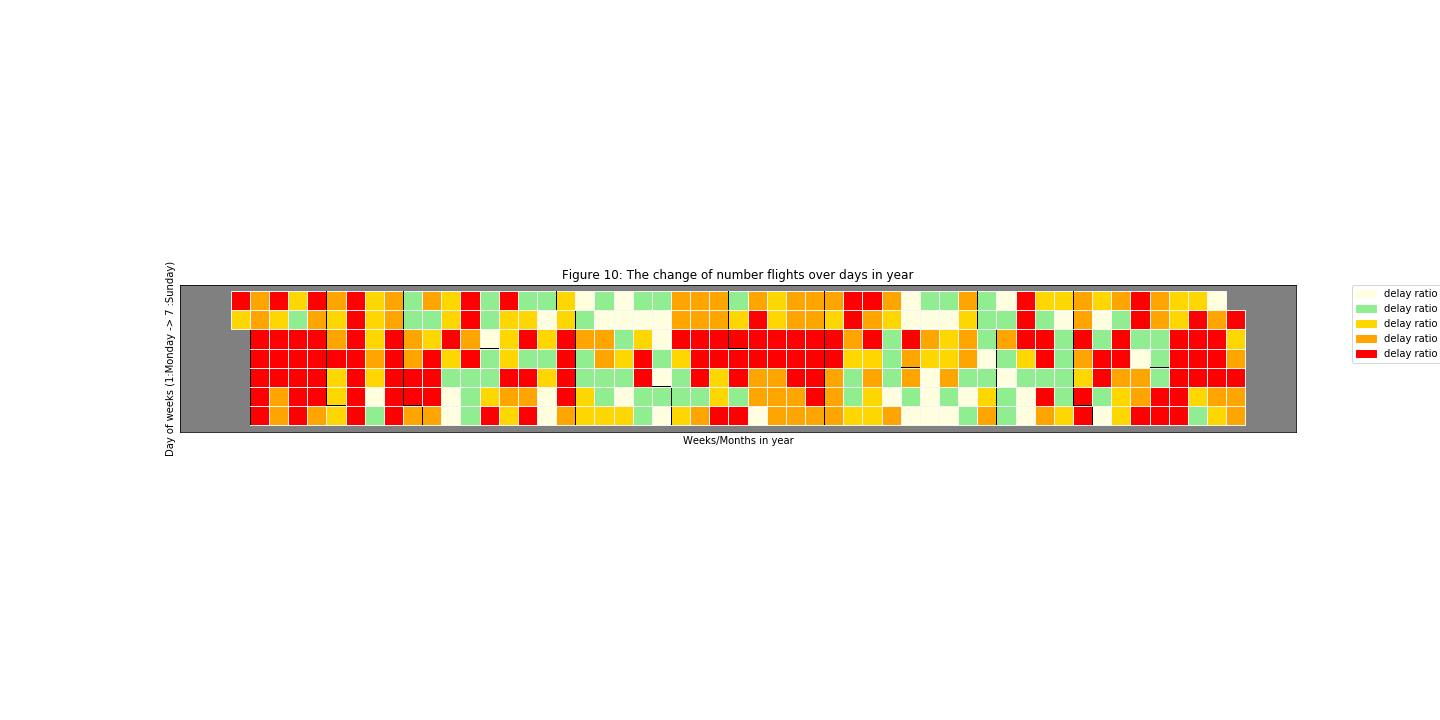 Figure 10: The change of number flights over days in year
Day of weeks (1:Monday -> 7 :Sunday)
Weeks/Months in year
delay ratio
delay ratio
delay ratio
delay ratio
delay ratio